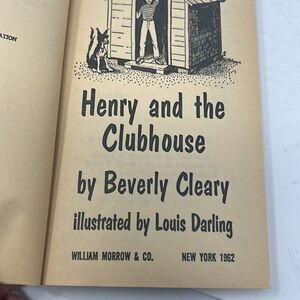 ATION
Henry and the
Clubhouse
by Beverly Cleary
illustrated by Louis Darling
WILLIAM MORROW & CO. NEW YORK 1962